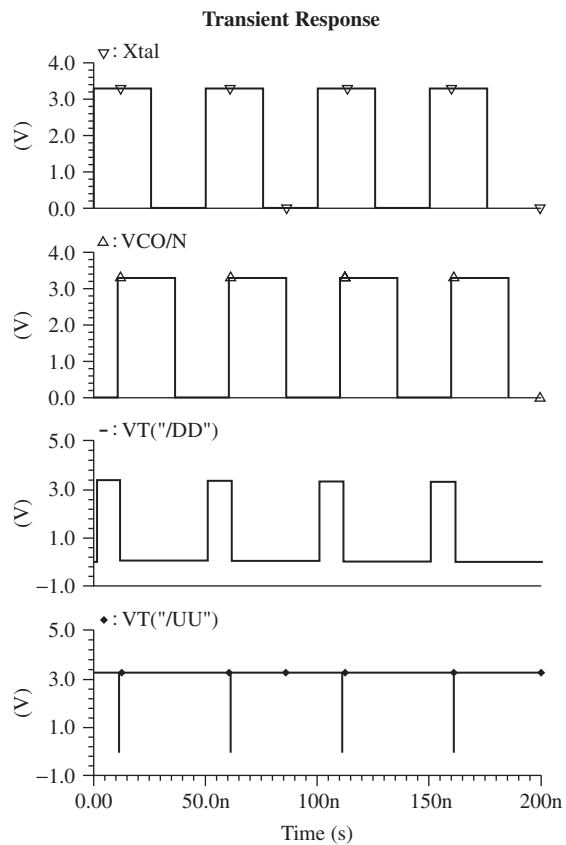 Transient Response
▽: Xtal
4.0
3.0
2.0
1.0
0.0
(V)
△: VCO/N
4.0
3.0
2.0
1.0
0.0
(V)
–: VT("/DD")
5.0
3.0
1.0
−1.0
(V)
◆: VT("/UU")
5.0
3.0
1.0
−1.0
(V)
0.00 50.0n 100n 150n 200n
Time (s)